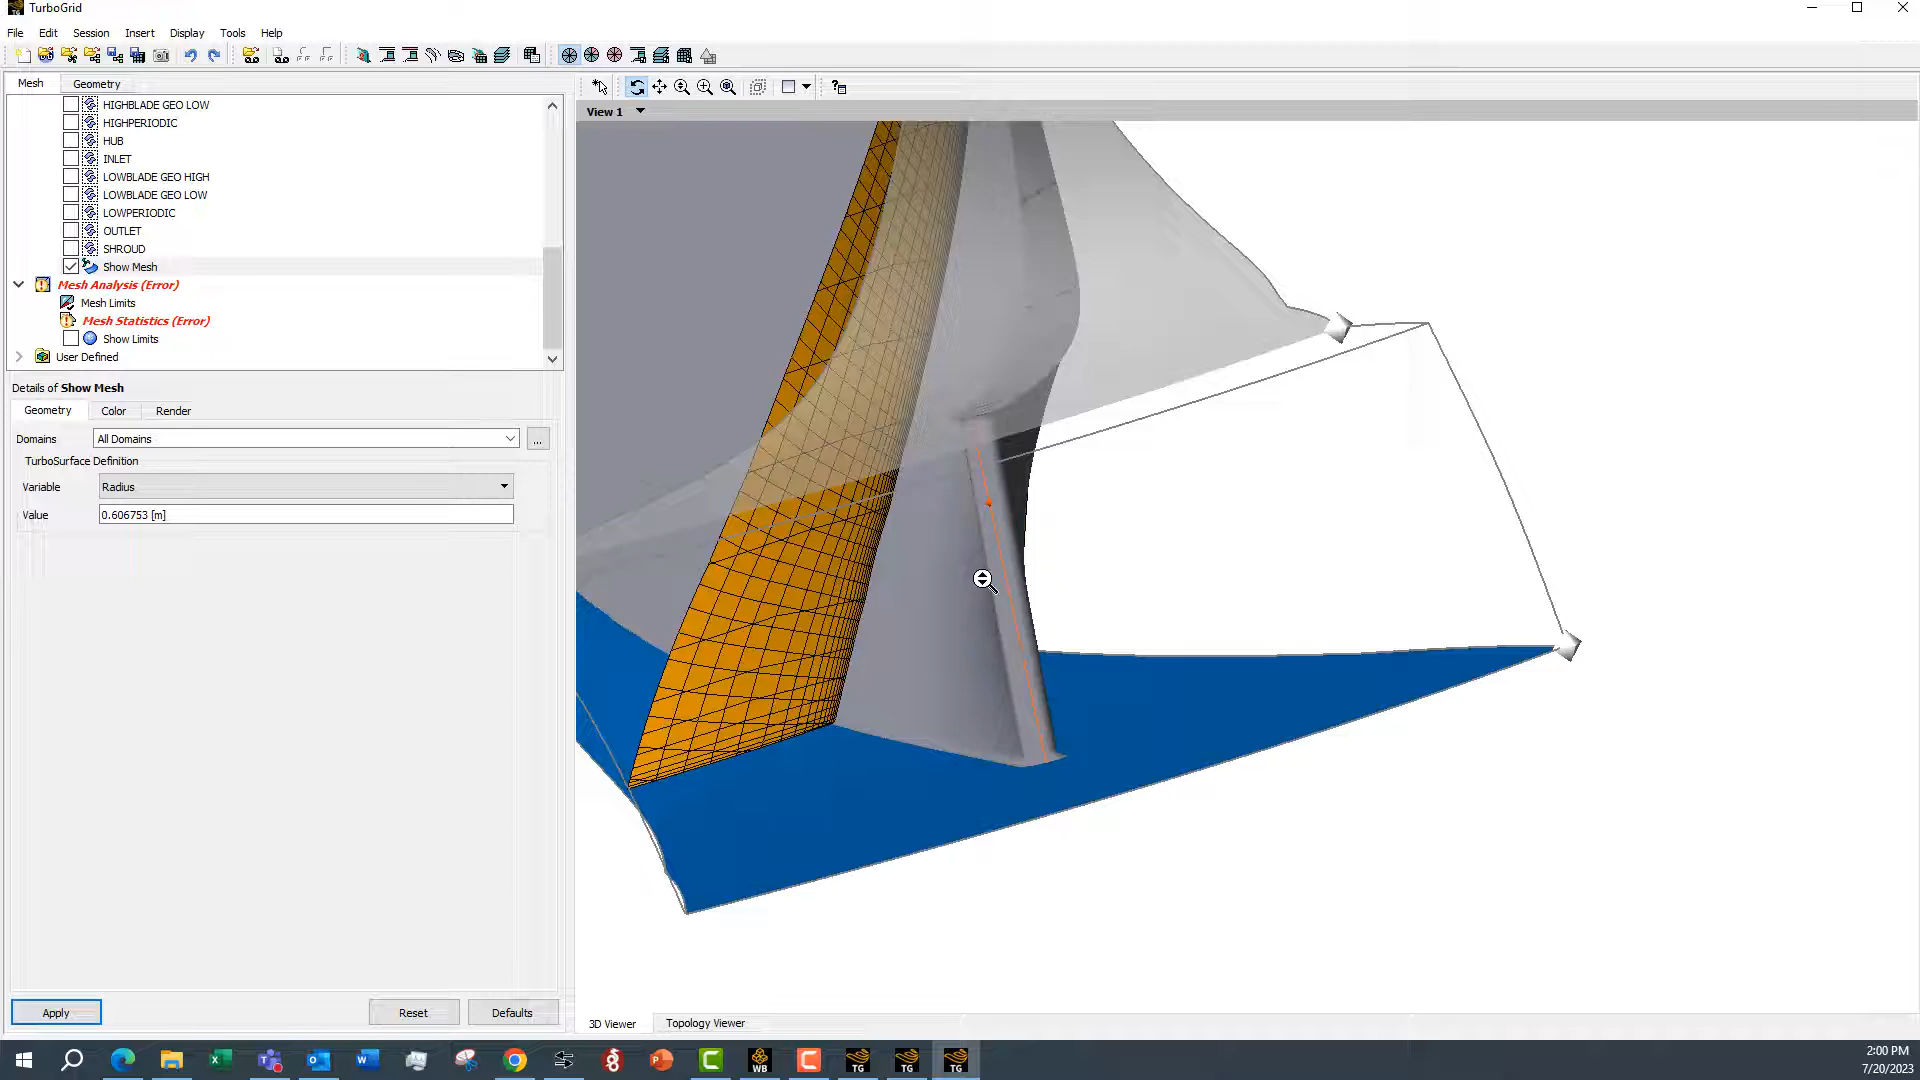 TurboGrid
File Edit Session Insert Display Tools Help
Mesh Geometry
HIGHBLADE GEO LOW
HIGHPERIODIC
HUB
INLET
LOWBLADE GEO HIGH
LOWBLADE GEO LOW
LOWPERIODIC
OUTLET
SHROUD
Show Mesh
Mesh Analysis (Error)
Mesh Limits
Mesh Statistics (Error)
Show Limits
User Defined
Details of Show Mesh
Geometry Color Render
Domains All Domains ...
TurboSurface Definition
Variable Radius
Value 0.606753 [m]
Apply Reset Defaults
View 1
3D Viewer Topology Viewer
WB TG TG TG
2:00 PM
7/20/2023